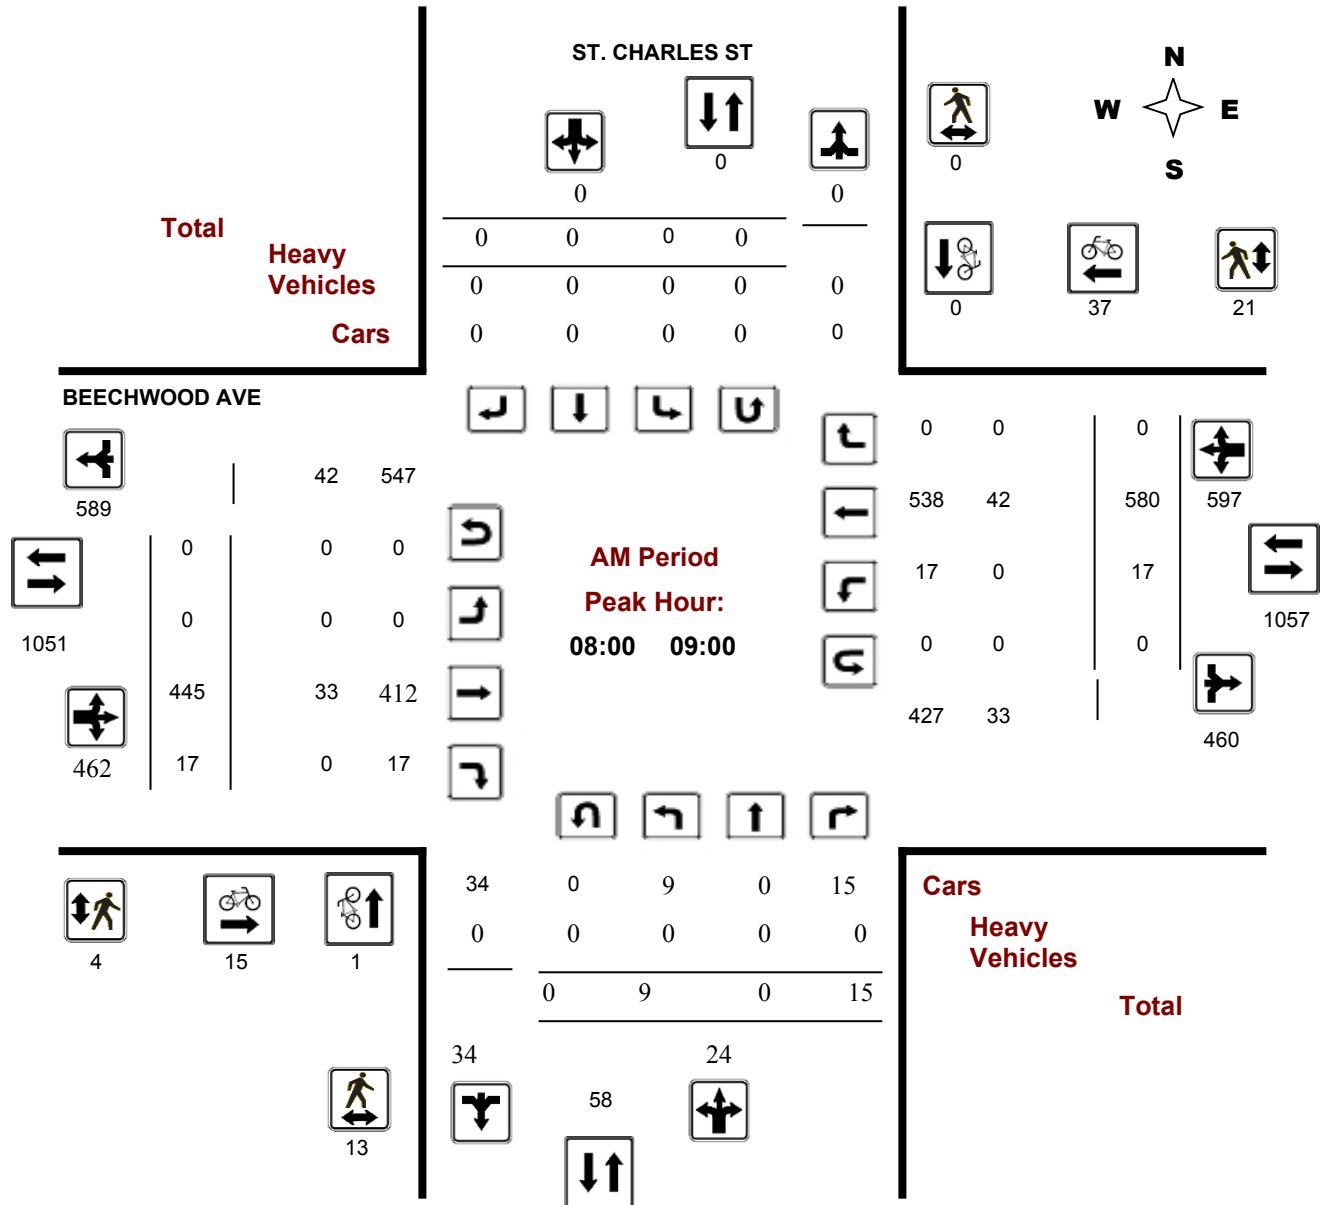 ST. CHARLES ST
N
W E
S
0
0
0 0
Total
0 0 0 0
Heavy
Vehicles
0 0 0 0 0
0 37 21
Cars
0 0 0 0 0
BEECHWOOD AVE
0 0 0
42 547
589
538 42 580 597
0 0 0
AM Period
17 0 17
Peak Hour:
0 0 0
1051
1057
08:00 09:00
0 0 0
445 33 412
427 33
460
462 17 0 17
34 0 9 0 15
Cars
0 0 0 0 0
Heavy
Vehicles
4 15 1
0 9 0 15
Total
34 24
58
13